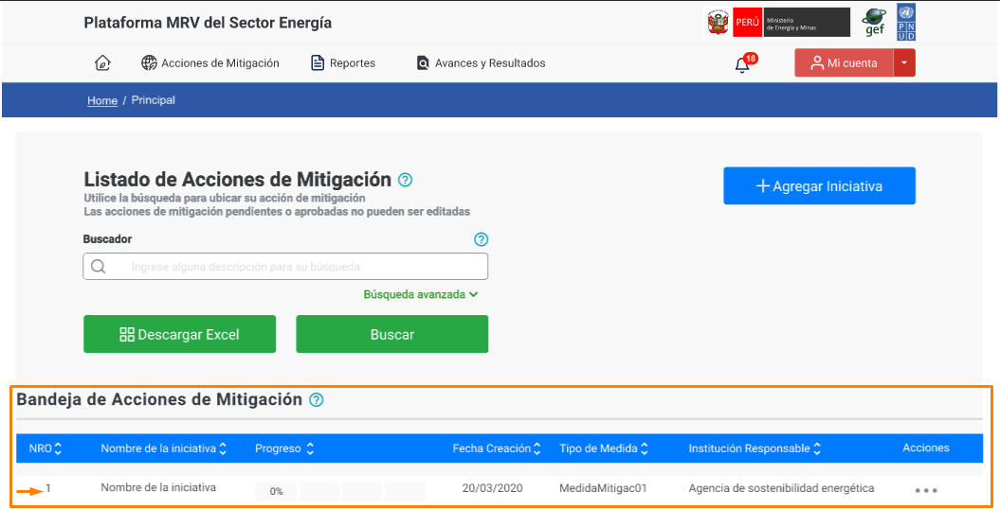 Plataforma MRV del Sector Energía
PERÚ
Ministerio
de Energía y Minas
gef
P N
U D
Acciones de Mitigación
Reportes
Avances y Resultados
18
Mi cuenta
Home / Principal
Listado de Acciones de Mitigación ?
Utilice la búsqueda para ubicar su acción de mitigación
Las acciones de mitigación pendientes o aprobadas no pueden ser editadas
+ Agregar Iniciativa
Buscador ?
Ingrese alguna descripción para su búsqueda
Búsqueda avanzada
Descargar Excel
Buscar
Bandeja de Acciones de Mitigación ?
NRO Nombre de la iniciativa Progreso Fecha Creación Tipo de Medida Institución Responsable Acciones
1 Nombre de la iniciativa 0% 20/03/2020 MedidaMitigac01 Agencia de sostenibilidad energética ...